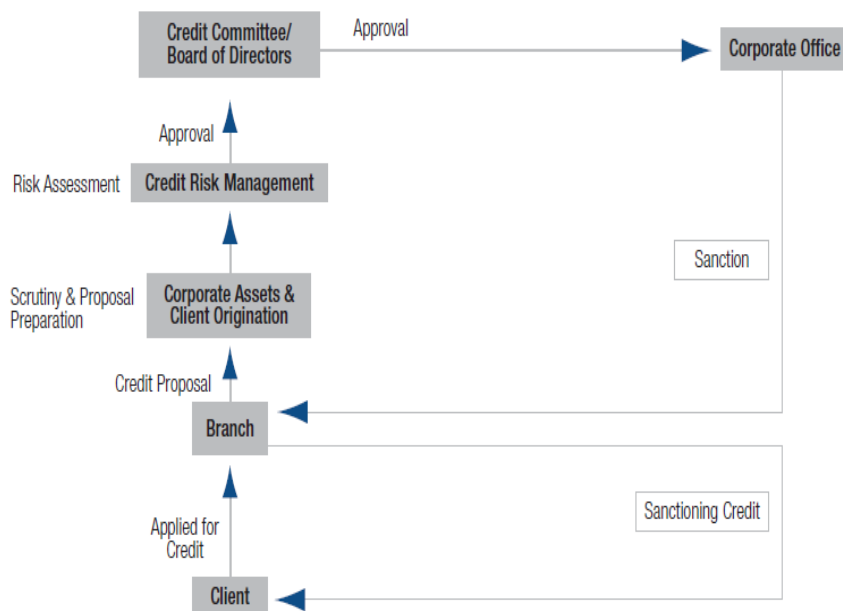 Credit Committee/
Board of Directors
Approval
Corporate Office
Approval
Risk Assessment
Credit Risk Management
Sanction
Scrutiny & Proposal
Preparation
Corporate Assets &
Client Origination
Credit Proposal
Branch
Sanctioning Credit
Applied for
Credit
Client